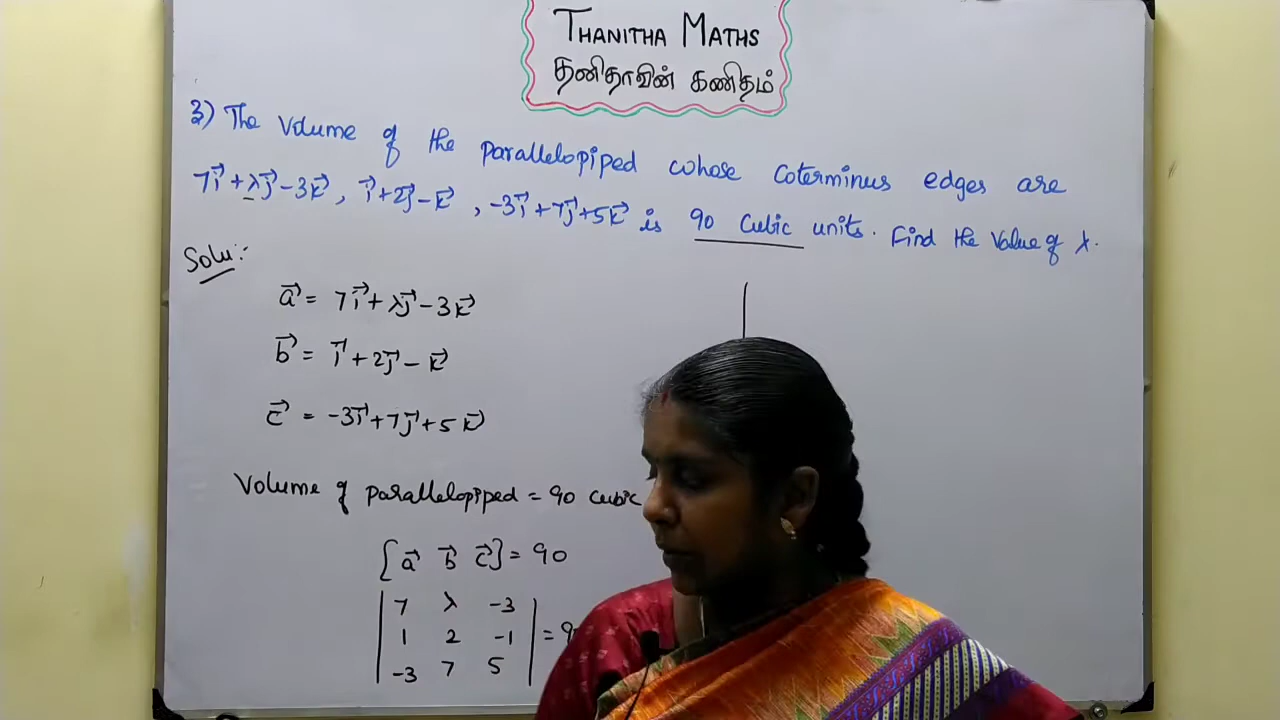 THANITHA MATHS
தனிதாவின் கணிதம்
3) The Volume of the parallelopiped whose coterminus edges are
7i⃗ + λj⃗ - 3k⃗ , i⃗ + 2j⃗ - k⃗ , -3i⃗ + 7j⃗ + 5k⃗ is 90 Cubic units. Find the Value of λ.
Solu:
a⃗ = 7i⃗ + λj⃗ - 3k⃗
b⃗ = i⃗ + 2j⃗ - k⃗
c⃗ = -3i⃗ + 7j⃗ + 5k⃗
Volume of parallelopiped = 90 cubic
[a⃗ b⃗ c⃗] = 90
| 7 λ -3 |
| 1 2 -1 | = 9
| -3 7 5 |